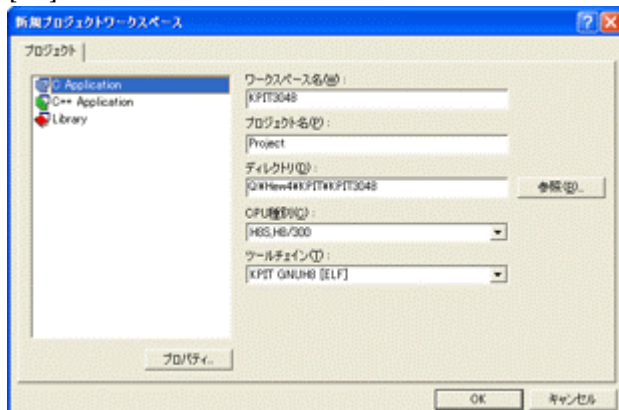 新規プロジェクトワークスペース
プロジェクト
C Application
C++ Application
Library
ワークスペース名(W) :
KPIT3048
プロジェクト名(P) :
Project
ディレクトリ(D) :
Q:¥Hew4¥KPIT¥KPIT3048
参照(B)...
CPU種別(C) :
H8S,H8/300
ツールチェイン(T) :
KPIT GNUH8 [ELF]
プロパティ...
OK
キャンセル